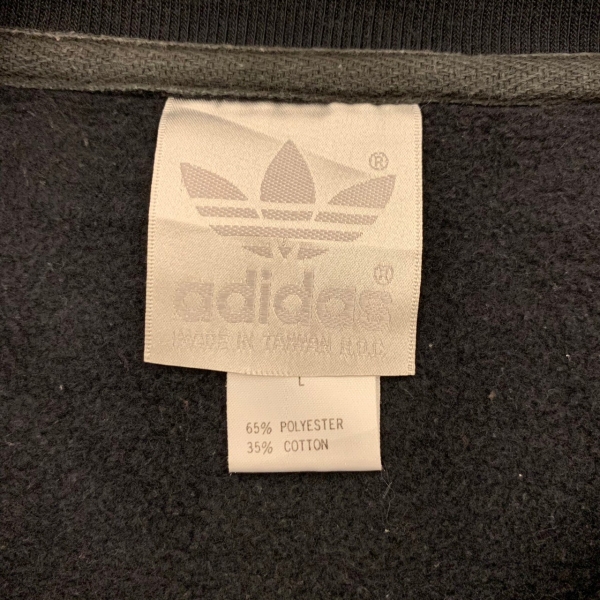 ®
adidas®
MADE IN TAIWAN R.O.C
L
65% POLYESTER
35% COTTON